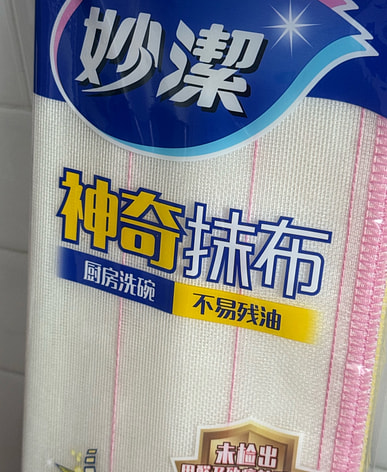 妙潔
神奇抹布
厨房洗碗 不易残油
未检出